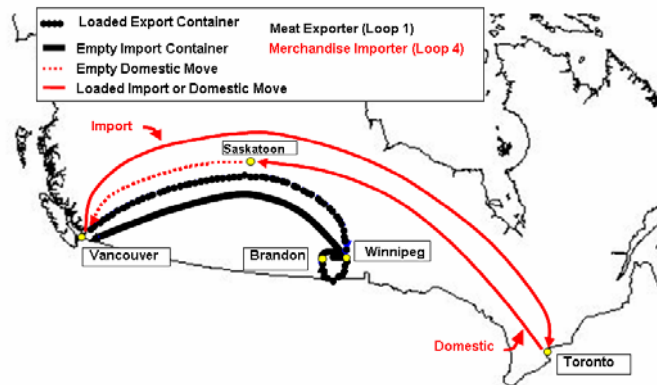 Loaded Export Container
Meat Exporter (Loop 1)
Empty Import Container
Merchandise Importer (Loop 4)
Empty Domestic Move
Loaded Import or Domestic Move
Import
Saskatoon
Vancouver
Brandon
Winnipeg
Domestic
Toronto